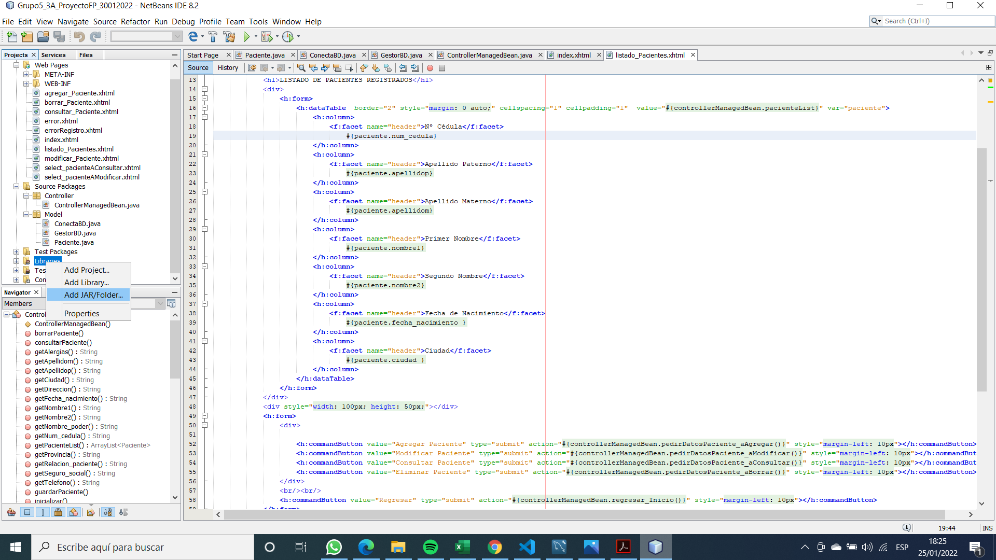 Grupo5_3A_ProyectoFP_30012022 - NetBeans IDE 8.2
File Edit View Navigate Source Refactor Run Debug Profile Team Tools Window Help
Search (Ctrl+I)
Projects Services Files
Start Page Paciente.java ConectaBD.java GestorBD.java ControllerManagedBean.java index.xhtml listado_Pacientes.xhtml
Source History
Web Pages
META-INF
WEB-INF
agregar_Paciente.xhtml
borrar_Paciente.xhtml
consultar_Paciente.xhtml
error.xhtml
errorRegistro.xhtml
index.xhtml
listado_Pacientes.xhtml
modificar_Paciente.xhtml
select_pacienteAConsultar.xhtml
select_pacienteAModificar.xhtml
Source Packages
Controller
ControllerManagedBean.java
Model
ConectaBD.java
GestorBD.java
Paciente.java
Test Packages
Libraries
Add Project...
Add Library...
Add JAR/Folder...
Properties
Navigator
Members
ControllerManagedBean()
borrarPaciente()
consultarPaciente()
getAlergias() : String
getApellidom() : String
getApellidop() : String
getCiudad() : String
getDireccion() : String
getFecha_nacimiento() : String
getNombre1() : String
getNombre2() : String
getNombre_poder() : String
getNum_cedula() : String
getPacienteList() : ArrayList<Paciente>
getProvincia() : String
getRelacion_paciente() : String
getSeguro_social() : String
getTelefono() : String
guardarPaciente()
13 <h1>LISTADO DE PACIENTES REGISTRADOS</h1>
14 <div>
15 <h:form>
16 <h:dataTable border="2" style="margin: 0 auto;" cellspacing="1" cellpadding="1" value="#{controllerManagedBean.pacienteList}" var="paciente">
17 <h:column>
18 <f:facet name="header">Nº Cédula</f:facet>
19 #{paciente.num_cedula}
20 </h:column>
21 <h:column>
22 <f:facet name="header">Apellido Paterno</f:facet>
23 #{paciente.apellidop}
24 </h:column>
25 <h:column>
26 <f:facet name="header">Apellido Materno</f:facet>
27 #{paciente.apellidom}
28 </h:column>
29 <h:column>
30 <f:facet name="header">Primer Nombre</f:facet>
31 #{paciente.nombre1}
32 </h:column>
33 <h:column>
34 <f:facet name="header">Segundo Nombre</f:facet>
35 #{paciente.nombre2}
36 </h:column>
37 <h:column>
38 <f:facet name="header">Fecha de Nacimiento</f:facet>
39 #{paciente.fecha_nacimiento }
40 </h:column>
41 <h:column>
42 <f:facet name="header">Ciudad</f:facet>
43 #{paciente.ciudad }
44 </h:column>
45 </h:dataTable>
46 </h:form>
47 </div>
48 <div style="width: 100px; height: 50px;"></div>
49 <h:form>
50 <div>
51
52 <h:commandButton value="Agregar Paciente" type="submit" action="#{controllerManagedBean.pedirDatosPaciente_aAgregar()}" style="margin-left: 10px"></h:commandButton>
53 <h:commandButton value="Modificar Paciente" type="submit" action="#{controllerManagedBean.pedirDatosPaciente_aModificar()}" style="margin-left: 10px"></h:commandBut
54 <h:commandButton value="Consultar Paciente" type="submit" action="#{controllerManagedBean.pedirDatosPaciente_aConsultar()}" style="margin-left: 10px"></h:commandBut
55 <h:commandButton value="Eliminar Paciente" type="submit" action="#{controllerManagedBean.pedirDatosPaciente_aBorrar()}" style="margin-left: 10px"></h:commandButton>
56 </div>
57 <br/><br/>
58 <h:commandButton value="Regresar" type="submit" action="#{controllerManagedBean.regresar_Inicio()}" style="margin-left: 10px"></h:commandButton>
19:44 INS
Escribe aquí para buscar
ESP
18:25
25/01/2022